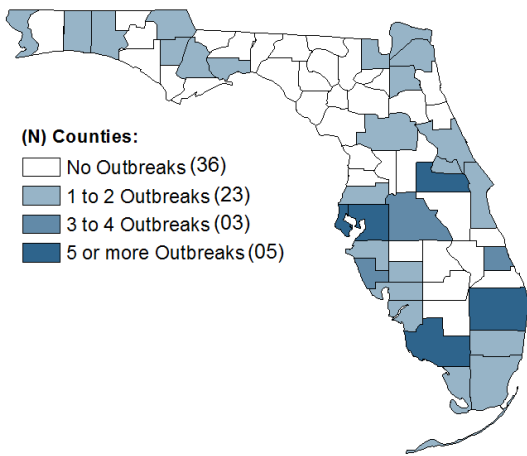 (N) Counties:
No Outbreaks (36)
1 to 2 Outbreaks (23)
3 to 4 Outbreaks (03)
5 or more Outbreaks (05)